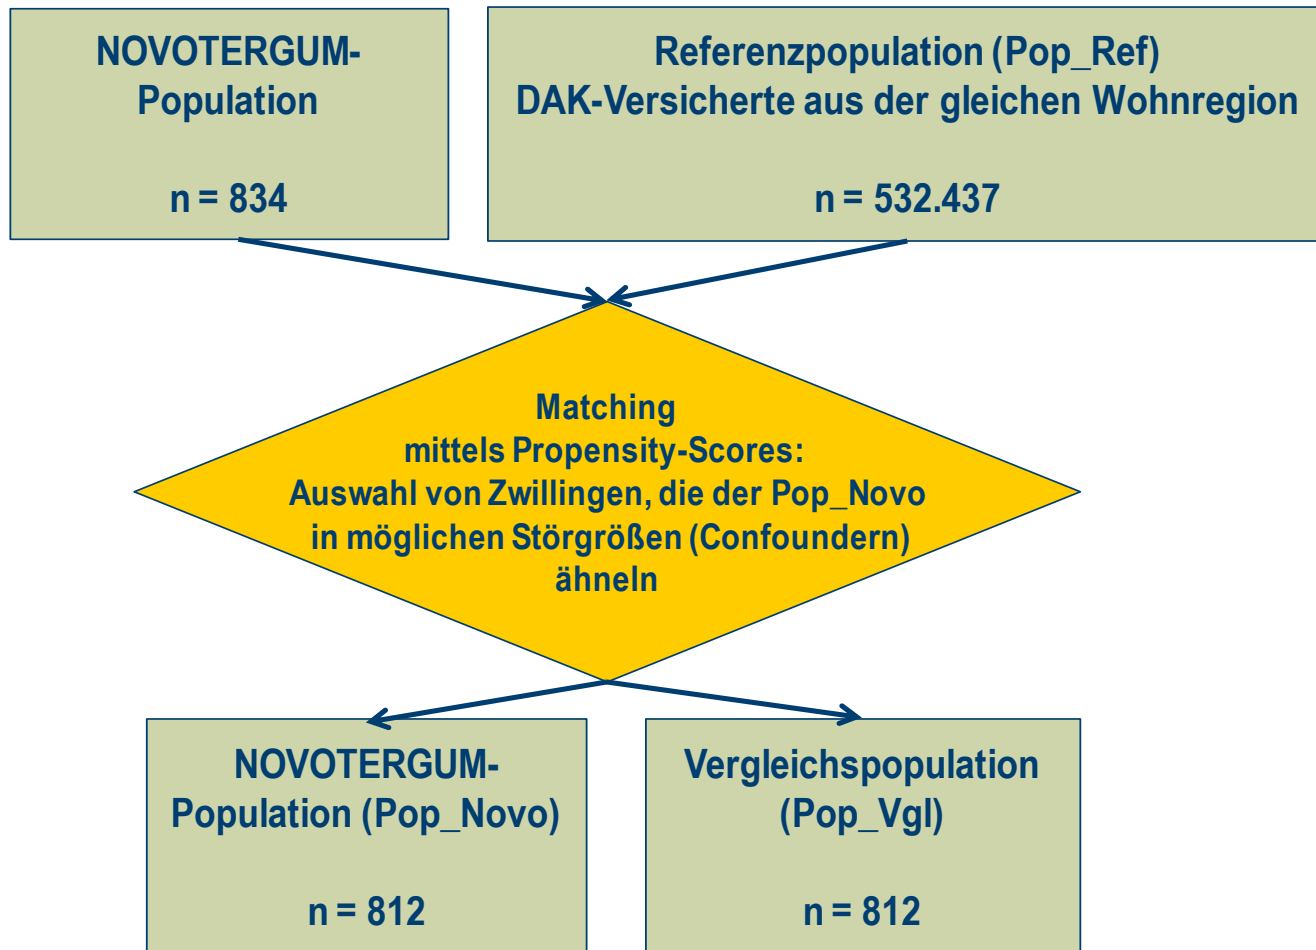 NOVOTERGUM-
Population
n = 834
Referenzpopulation (Pop_Ref)
DAK-Versicherte aus der gleichen Wohnregion
n = 532.437
Matching
mittels Propensity-Scores:
Auswahl von Zwillingen, die der Pop_Novo
in möglichen Störgrößen (Confoundern)
ähneln
NOVOTERGUM-
Population (Pop_Novo)
n = 812
Vergleichspopulation
(Pop_Vgl)
n = 812